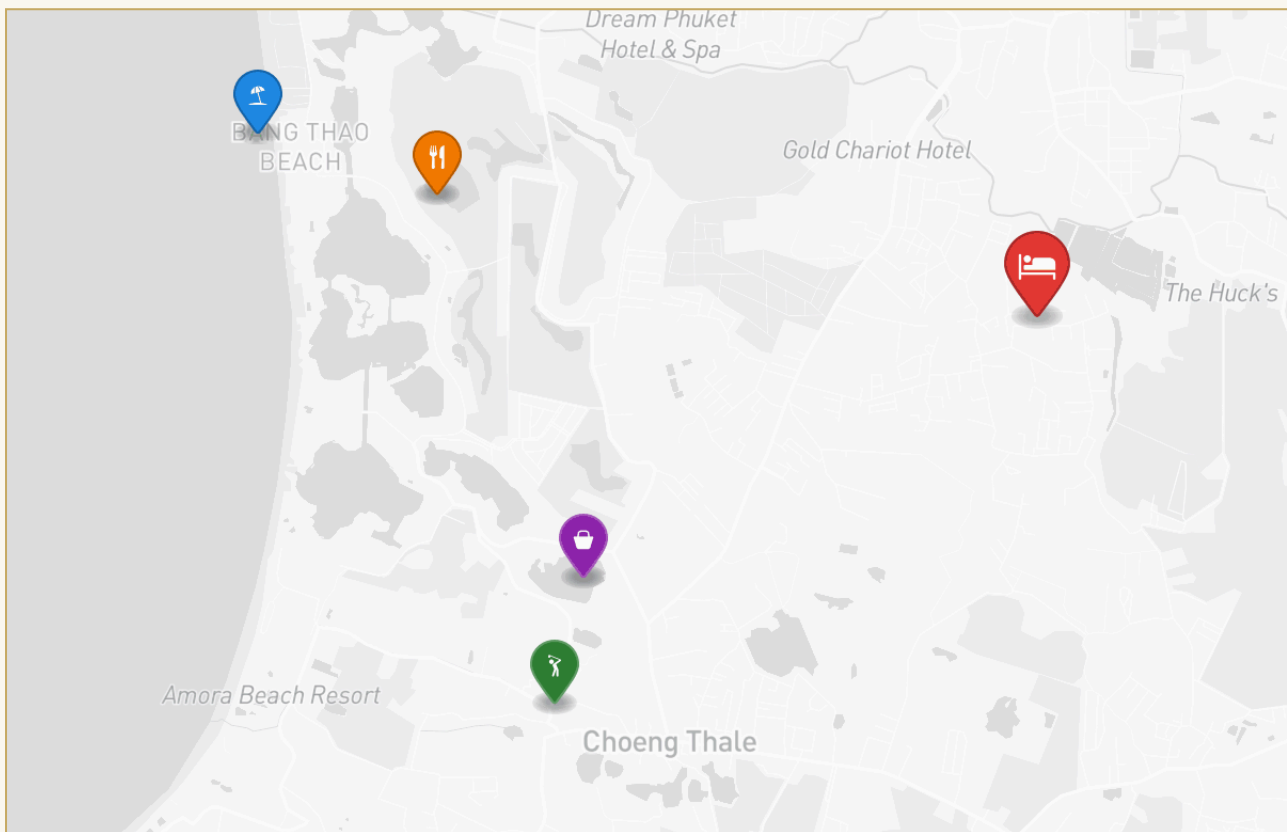 Dream Phuket
Hotel & Spa
BANG THAO
BEACH
Gold Chariot Hotel
The Huck's
Amora Beach Resort
Choeng Thale